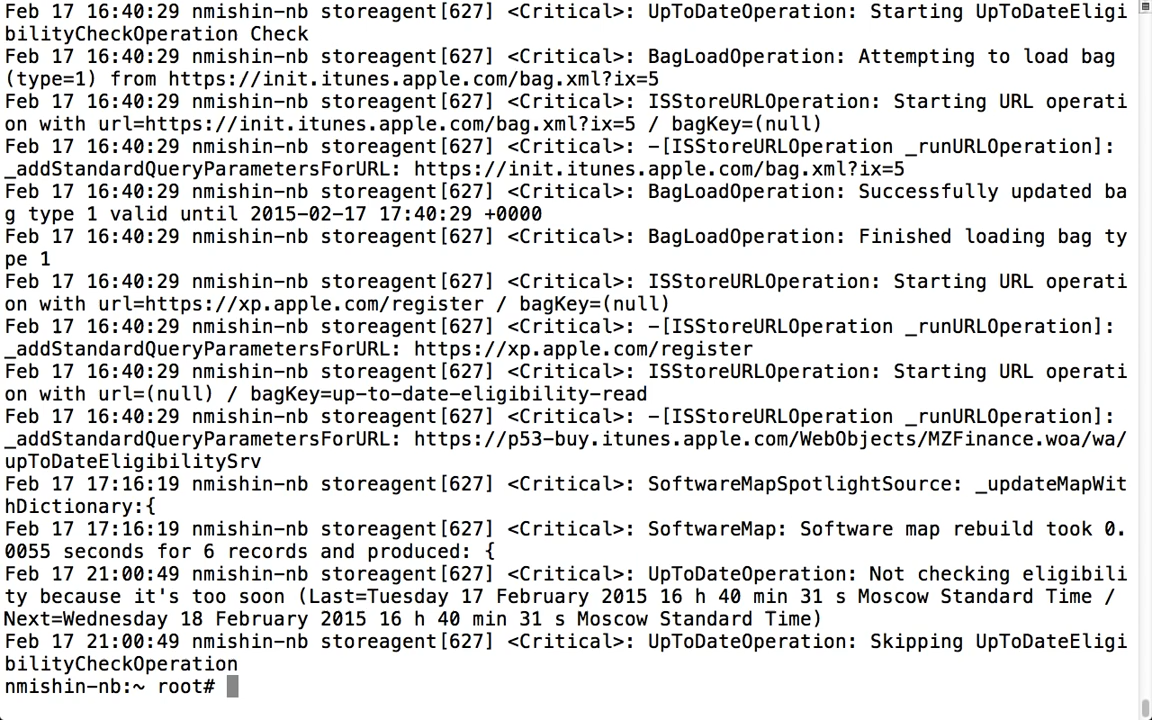 Feb 17 16:40:29 nmishin-nb storeagent[627] <Critical>: UpToDateOperation: Starting UpToDateEligi
bilityCheckOperation Check
Feb 17 16:40:29 nmishin-nb storeagent[627] <Critical>: BagLoadOperation: Attempting to load bag
(type=1) from https://init.itunes.apple.com/bag.xml?ix=5
Feb 17 16:40:29 nmishin-nb storeagent[627] <Critical>: ISStoreURLOperation: Starting URL operati
on with url=https://init.itunes.apple.com/bag.xml?ix=5 / bagKey=(null)
Feb 17 16:40:29 nmishin-nb storeagent[627] <Critical>: -[ISStoreURLOperation _runURLOperation]:
_addStandardQueryParametersForURL: https://init.itunes.apple.com/bag.xml?ix=5
Feb 17 16:40:29 nmishin-nb storeagent[627] <Critical>: BagLoadOperation: Successfully updated ba
g type 1 valid until 2015-02-17 17:40:29 +0000
Feb 17 16:40:29 nmishin-nb storeagent[627] <Critical>: BagLoadOperation: Finished loading bag ty
pe 1
Feb 17 16:40:29 nmishin-nb storeagent[627] <Critical>: ISStoreURLOperation: Starting URL operati
on with url=https://xp.apple.com/register / bagKey=(null)
Feb 17 16:40:29 nmishin-nb storeagent[627] <Critical>: -[ISStoreURLOperation _runURLOperation]:
_addStandardQueryParametersForURL: https://xp.apple.com/register
Feb 17 16:40:29 nmishin-nb storeagent[627] <Critical>: ISStoreURLOperation: Starting URL operati
on with url=(null) / bagKey=up-to-date-eligibility-read
Feb 17 16:40:29 nmishin-nb storeagent[627] <Critical>: -[ISStoreURLOperation _runURLOperation]:
_addStandardQueryParametersForURL: https://p53-buy.itunes.apple.com/WebObjects/MZFinance.woa/wa/
upToDateEligibilitySrv
Feb 17 17:16:19 nmishin-nb storeagent[627] <Critical>: SoftwareMapSpotlightSource: _updateMapWit
hDictionary:{
Feb 17 17:16:19 nmishin-nb storeagent[627] <Critical>: SoftwareMap: Software map rebuild took 0.
0055 seconds for 6 records and produced: {
Feb 17 21:00:49 nmishin-nb storeagent[627] <Critical>: UpToDateOperation: Not checking eligibili
ty because it's too soon (Last=Tuesday 17 February 2015 16 h 40 min 31 s Moscow Standard Time /
Next=Wednesday 18 February 2015 16 h 40 min 31 s Moscow Standard Time)
Feb 17 21:00:49 nmishin-nb storeagent[627] <Critical>: UpToDateOperation: Skipping UpToDateEligi
bilityCheckOperation
nmishin-nb:~ root#